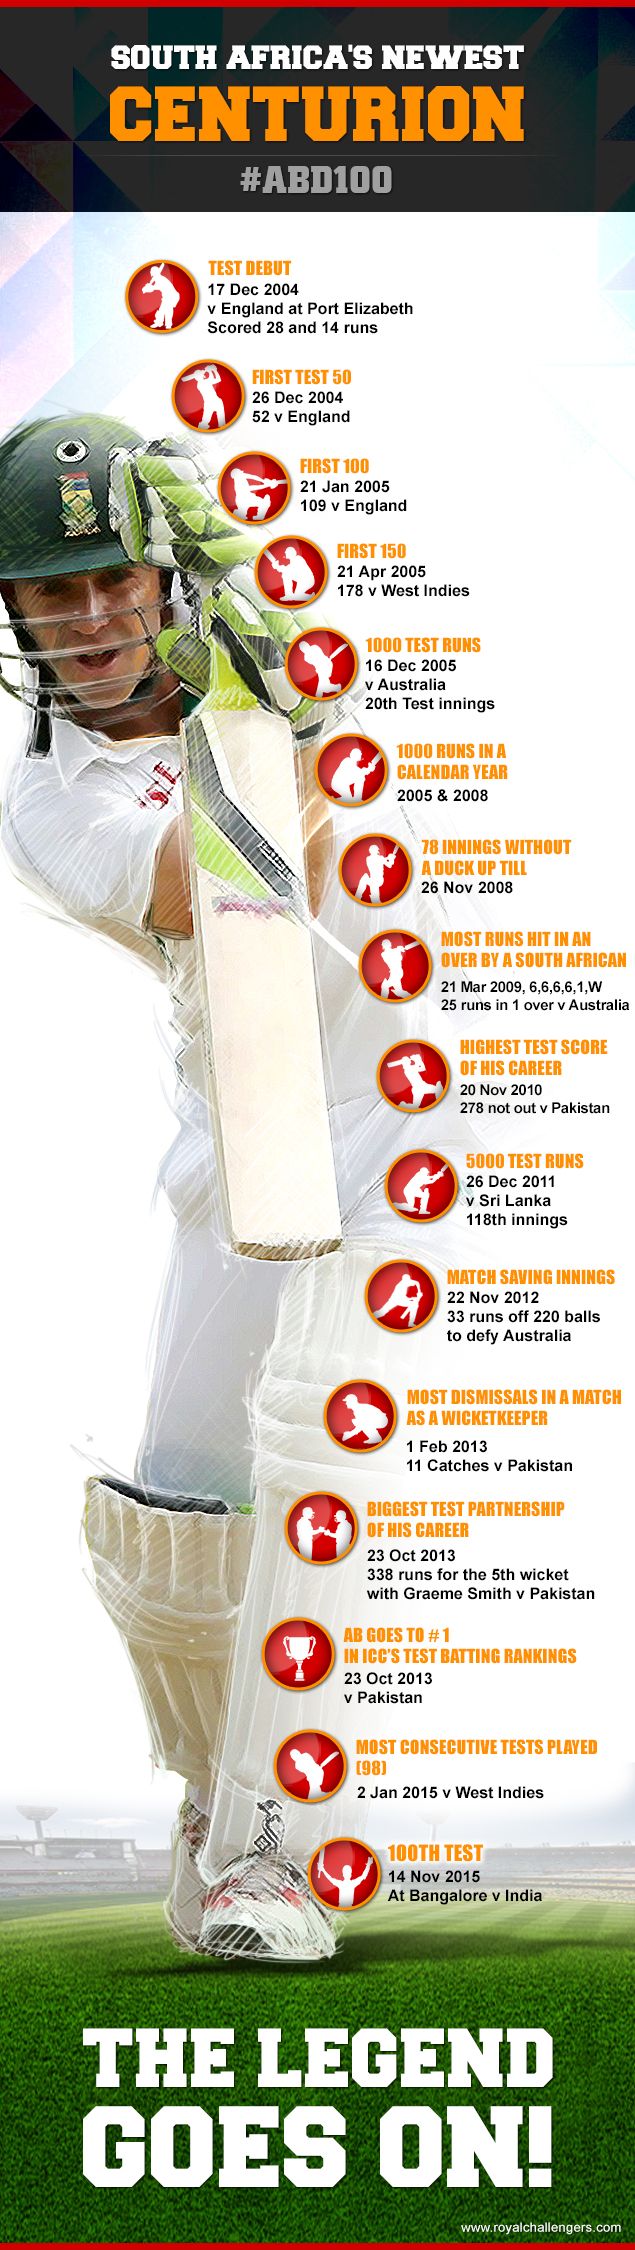 SOUTH AFRICA'S NEWEST
CENTURION
#ABD100
TEST DEBUT
17 Dec 2004
v England at Port Elizabeth
Scored 28 and 14 runs
FIRST TEST 50
26 Dec 2004
52 v England
FIRST 100
21 Jan 2005
109 v England
FIRST 150
21 Apr 2005
178 v West Indies
1000 TEST RUNS
16 Dec 2005
v Australia
20th Test innings
1000 RUNS IN A
CALENDAR YEAR
2005 & 2008
78 INNINGS WITHOUT
A DUCK UP TILL
26 Nov 2008
MOST RUNS HIT IN AN
OVER BY A SOUTH AFRICAN
21 Mar 2009, 6,6,6,6,1,W
25 runs in 1 over v Australia
HIGHEST TEST SCORE
OF HIS CAREER
20 Nov 2010
278 not out v Pakistan
5000 TEST RUNS
26 Dec 2011
v Sri Lanka
118th innings
MATCH SAVING INNINGS
22 Nov 2012
33 runs off 220 balls
to defy Australia
MOST DISMISSALS IN A MATCH
AS A WICKETKEEPER
1 Feb 2013
11 Catches v Pakistan
BIGGEST TEST PARTNERSHIP
OF HIS CAREER
23 Oct 2013
338 runs for the 5th wicket
with Graeme Smith v Pakistan
AB GOES TO # 1
IN ICC'S TEST BATTING RANKINGS
23 Oct 2013
v Pakistan
MOST CONSECUTIVE TESTS PLAYED
(98)
2 Jan 2015 v West Indies
100TH TEST
14 Nov 2015
At Bangalore v India
THE LEGEND
GOES ON!
www.royalchallengers.com